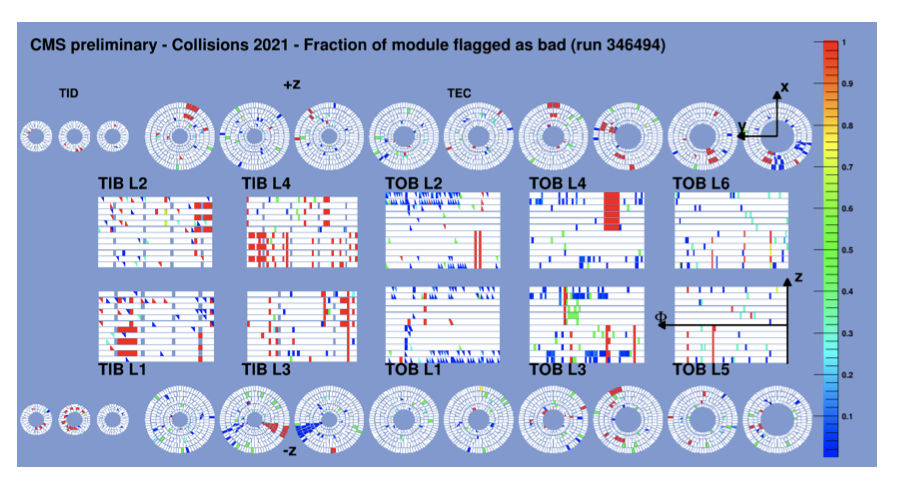 CMS preliminary - Collisions 2021 - Fraction of module flagged as bad (run 346494)
+z
TID
TEC
x
y
TIB L2
TIB L4
TOB L2
TOB L4
TOB L6
z
Φ
TIB L1
TIB L3
TOB L1
TOB L3
TOB L5
-z
1
0.9
0.8
0.7
0.6
0.5
0.4
0.3
0.2
0.1